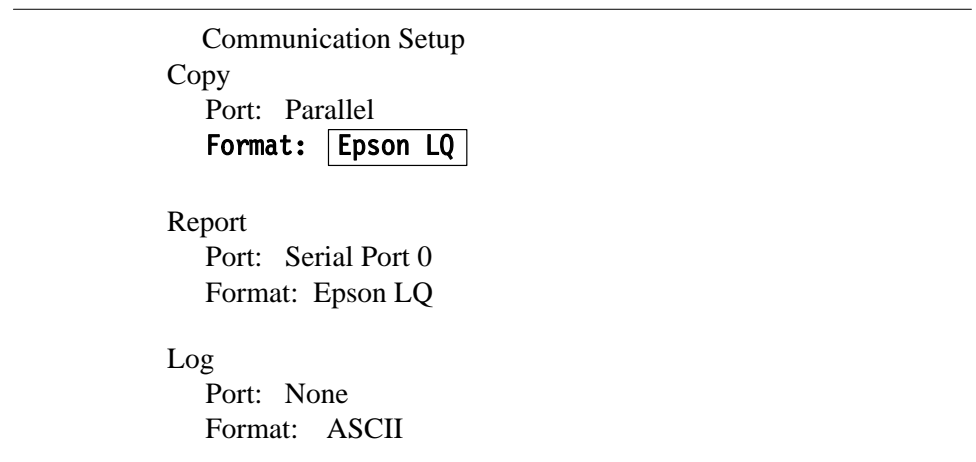 Communication Setup
Copy
Port: Parallel
Format: Epson LQ
Report
Port: Serial Port 0
Format: Epson LQ
Log
Port: None
Format: ASCII